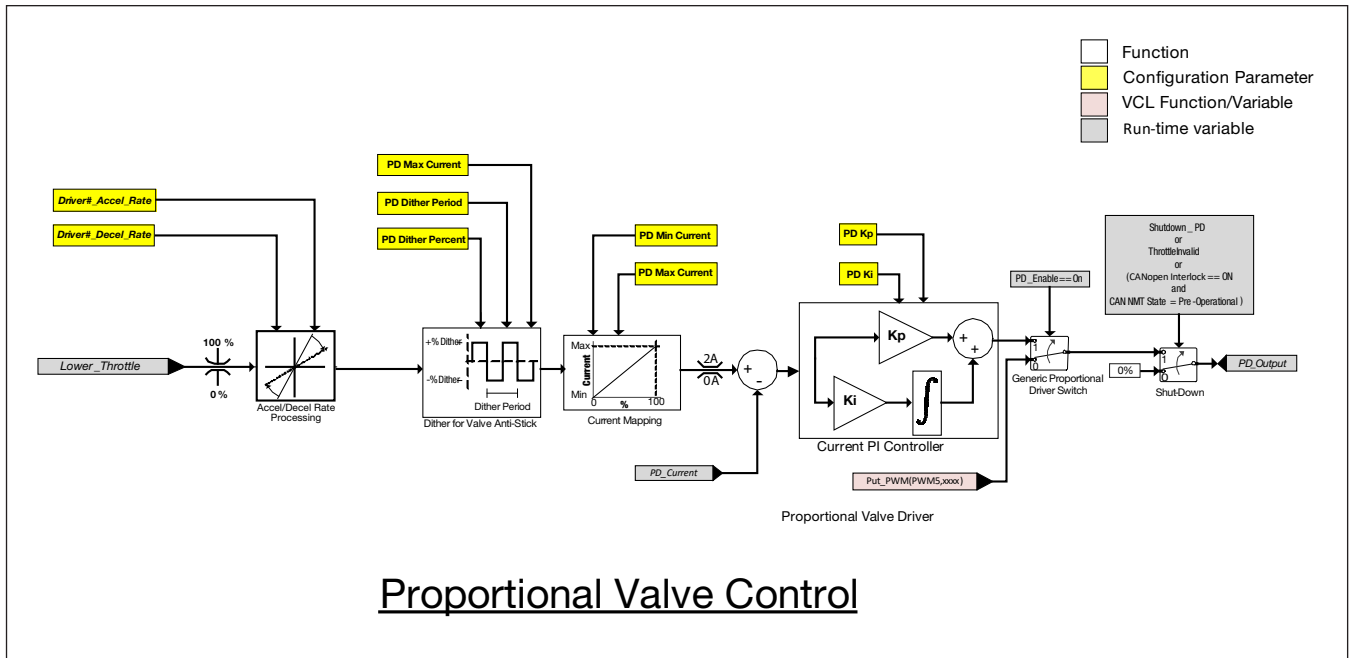 Function
Configuration Parameter
VCL Function/Variable
Run-time variable
PD Max Current
PD Dither Period
PD Dither Percent
Driver#_Accel_Rate
Driver#_Decel_Rate
PD Min Current
PD Max Current
PD Kp
PD Ki
PD_Enable == On
Shutdown_PD
or
ThrottleInvalid
or
(CANopen Interlock == ON
and
CAN NMT State = Pre-Operational )
Lower_Throttle
100 %
0 %
Accel/Decel Rate
Processing
+% Dither
-% Dither
Dither Period
Dither for Valve Anti-Stick
Max
Current
Min
0
%
100
Current Mapping
2A
0A
+
-
Kp
Ki
∫
+
+
Current PI Controller
1
0
Generic Proportional
Driver Switch
0%
1
0
Shut-Down
PD_Output
PD_Current
Put_PWM(PWM5,xxxx)
Proportional Valve Driver
Proportional Valve Control